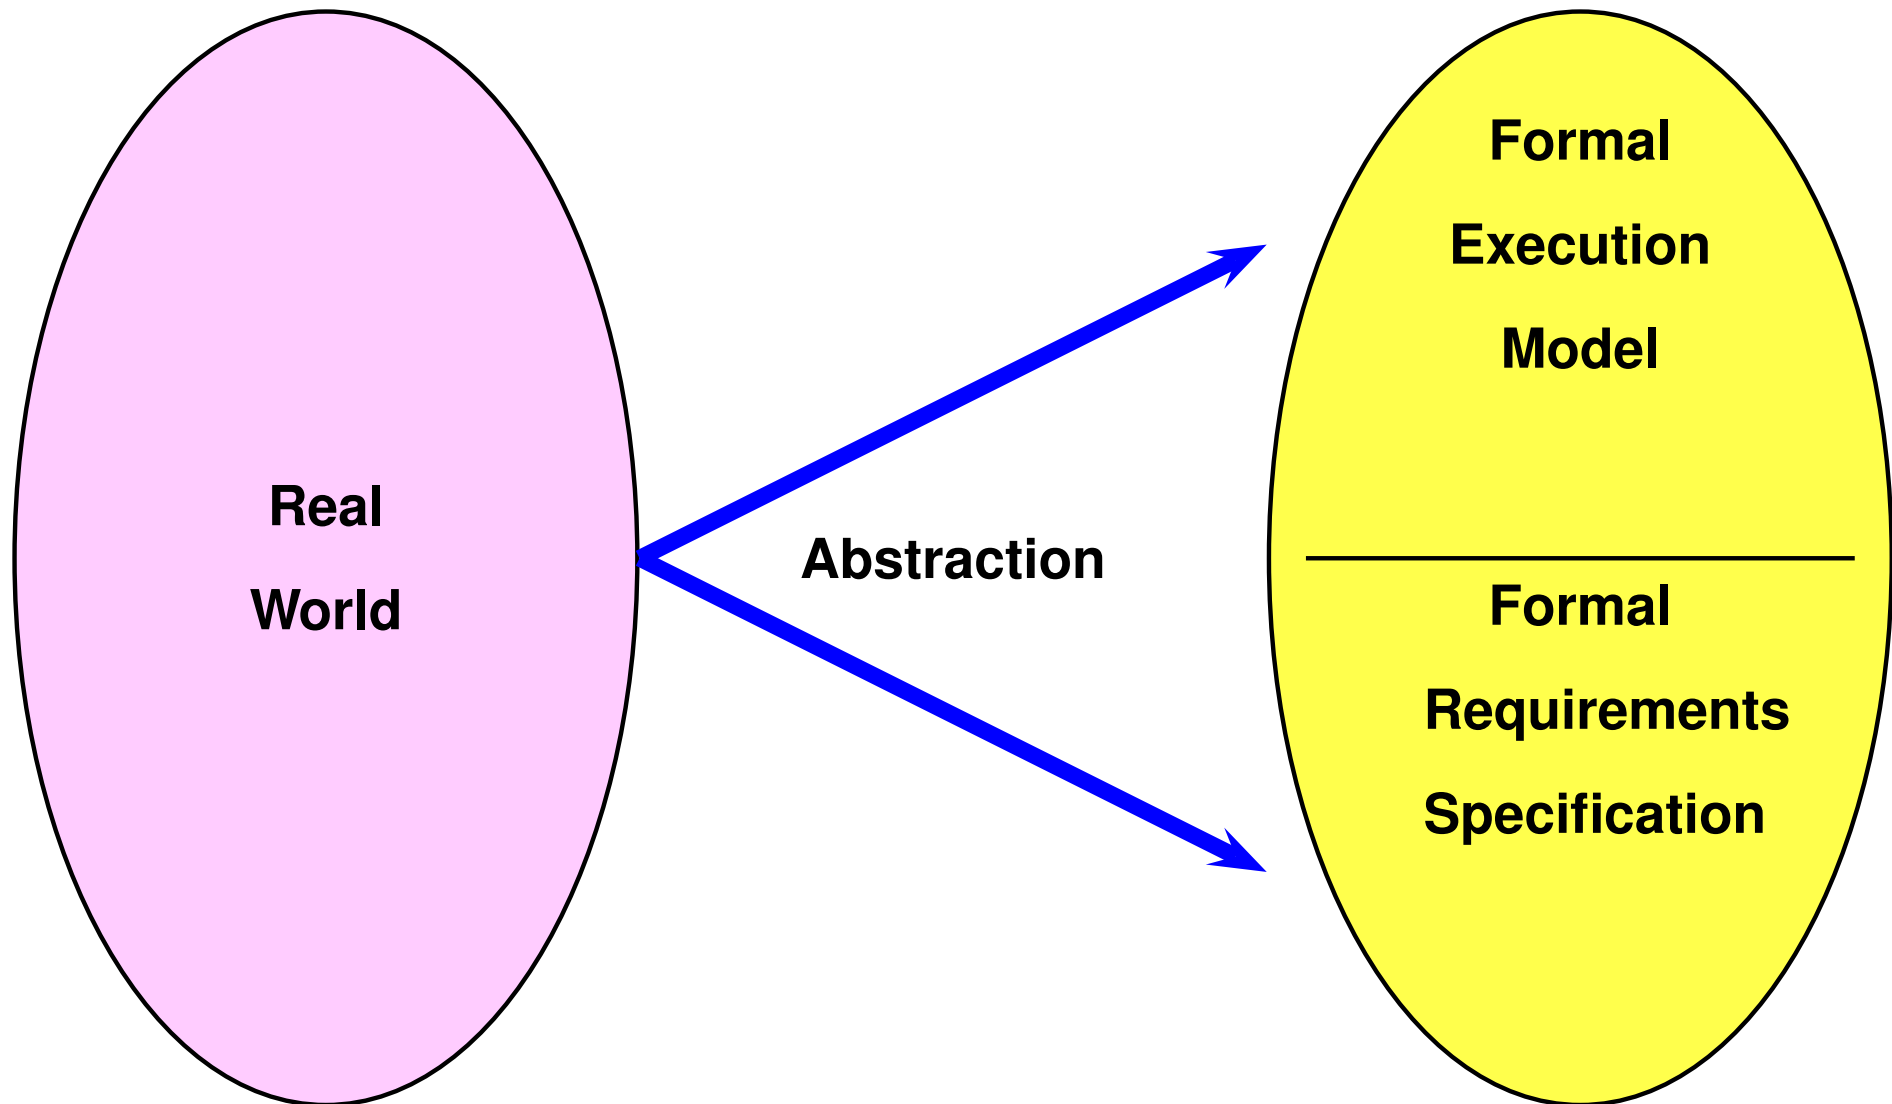 Real
World
Abstraction
Formal
Execution
Model
Formal
Requirements
Specification